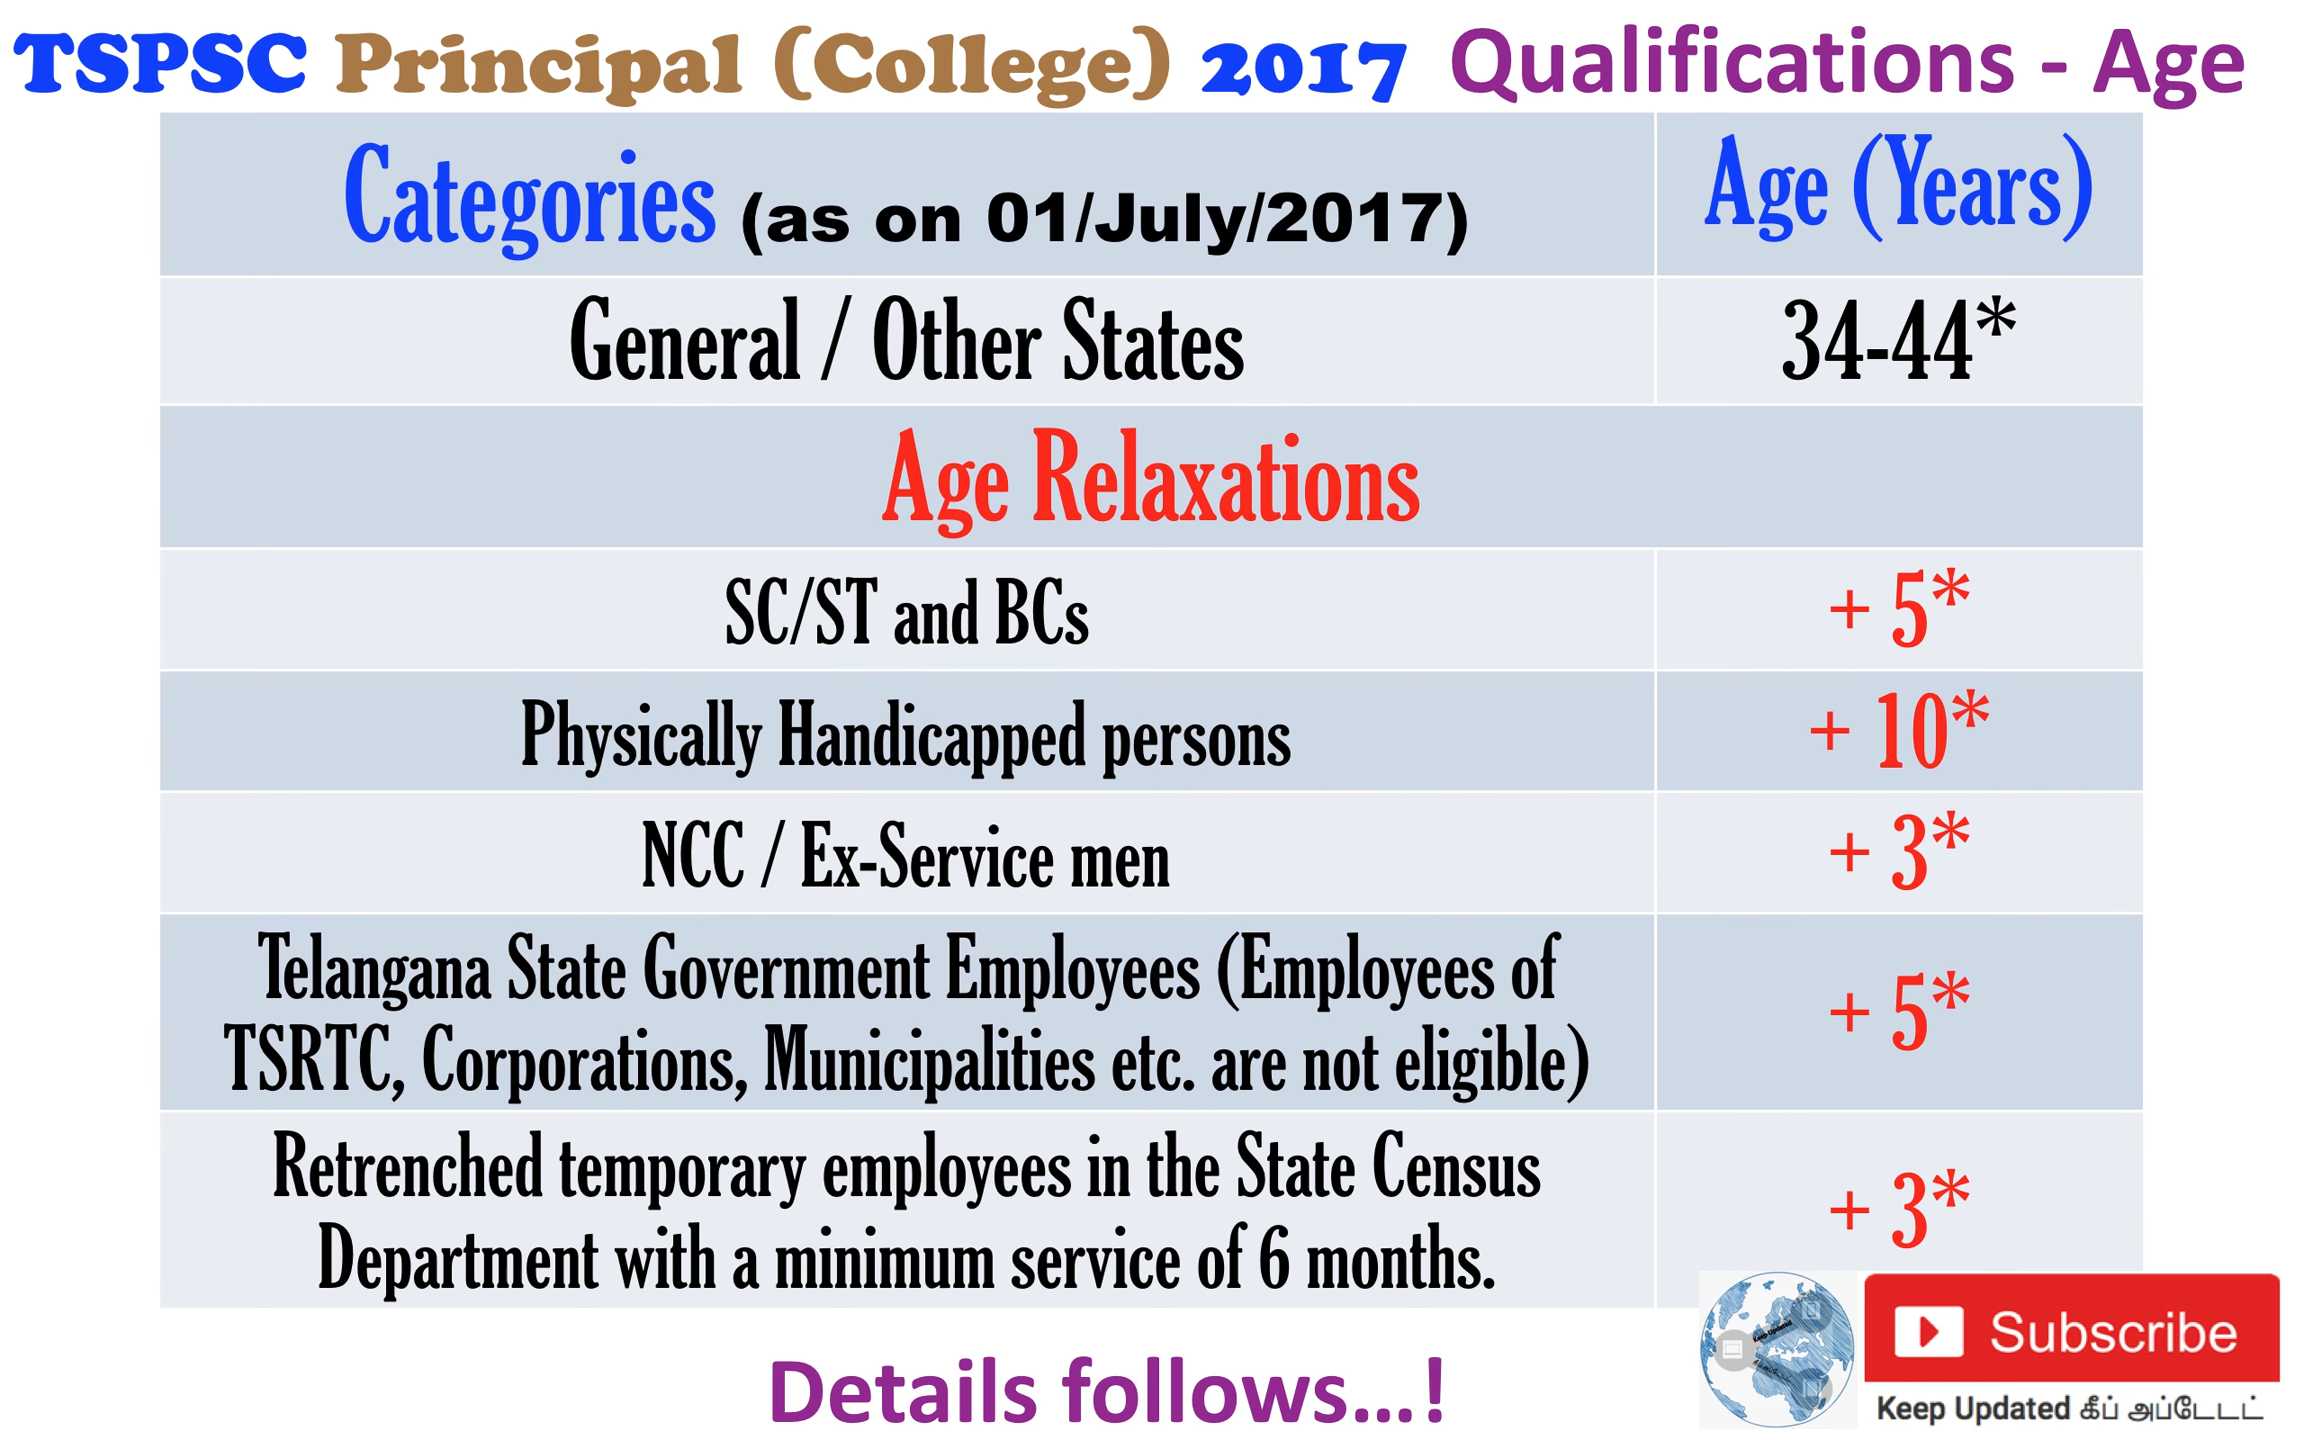 TSPSC Principal (College) 2017 Qualifications - Age
Categories (as on 01/July/2017) Age (Years)
General / Other States 34-44*
Age Relaxations
SC/ST and BCs + 5*
Physically Handicapped persons + 10*
NCC / Ex-Service men + 3*
Telangana State Government Employees (Employees of
TSRTC, Corporations, Municipalities etc. are not eligible) + 5*
Retrenched temporary employees in the State Census
Department with a minimum service of 6 months. + 3*
Details follows...!
Keep Updated
Subscribe
Keep Updated கீப் அப்டேடட்